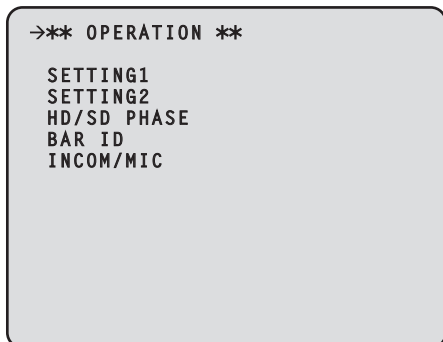 →** OPERATION **
SETTING1
SETTING2
HD/SD PHASE
BAR ID
INCOM/MIC